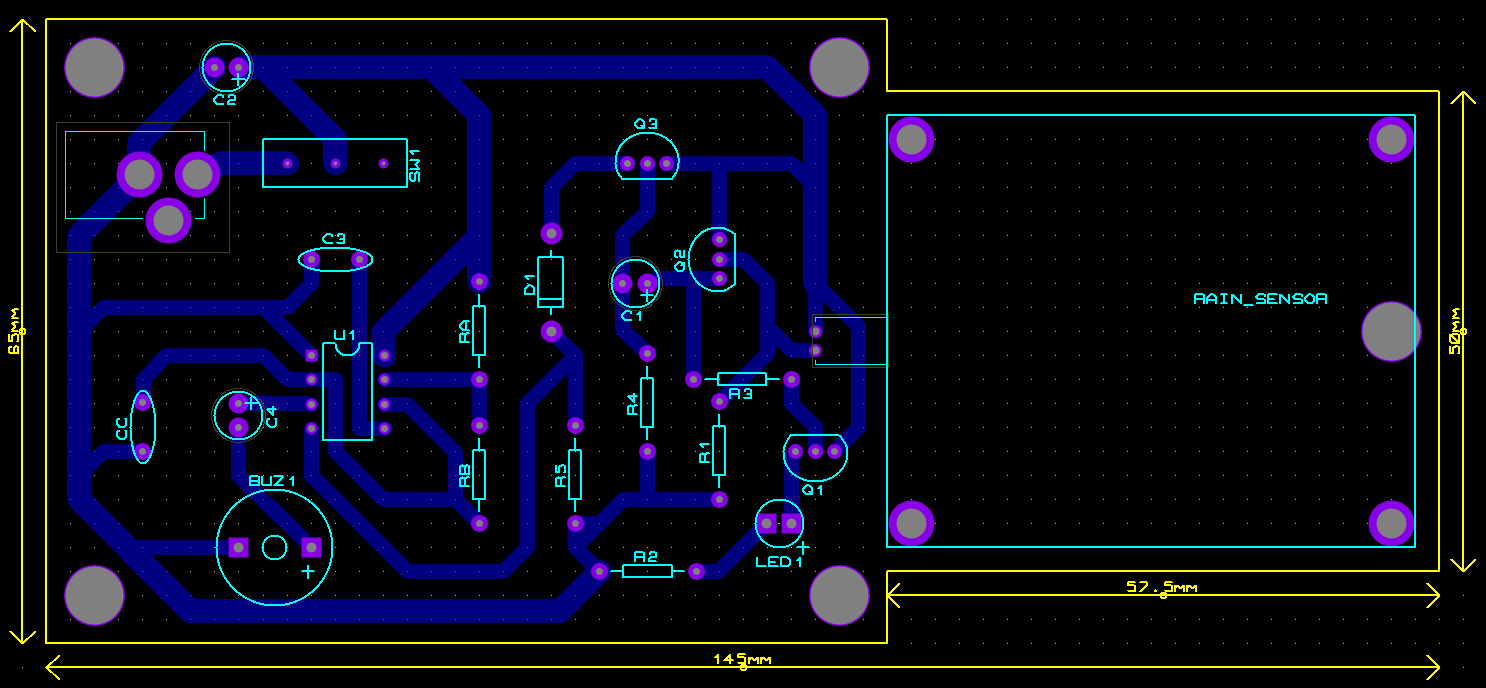 C2
Q3
SW1
C3
Q2
D1
C1
RAIN_SENSOR
65mm
50mm
U1
RA
R3
R4
CC
C4
R1
RB
R5
BUZ1
Q1
R2
LED1
57.5mm
145mm